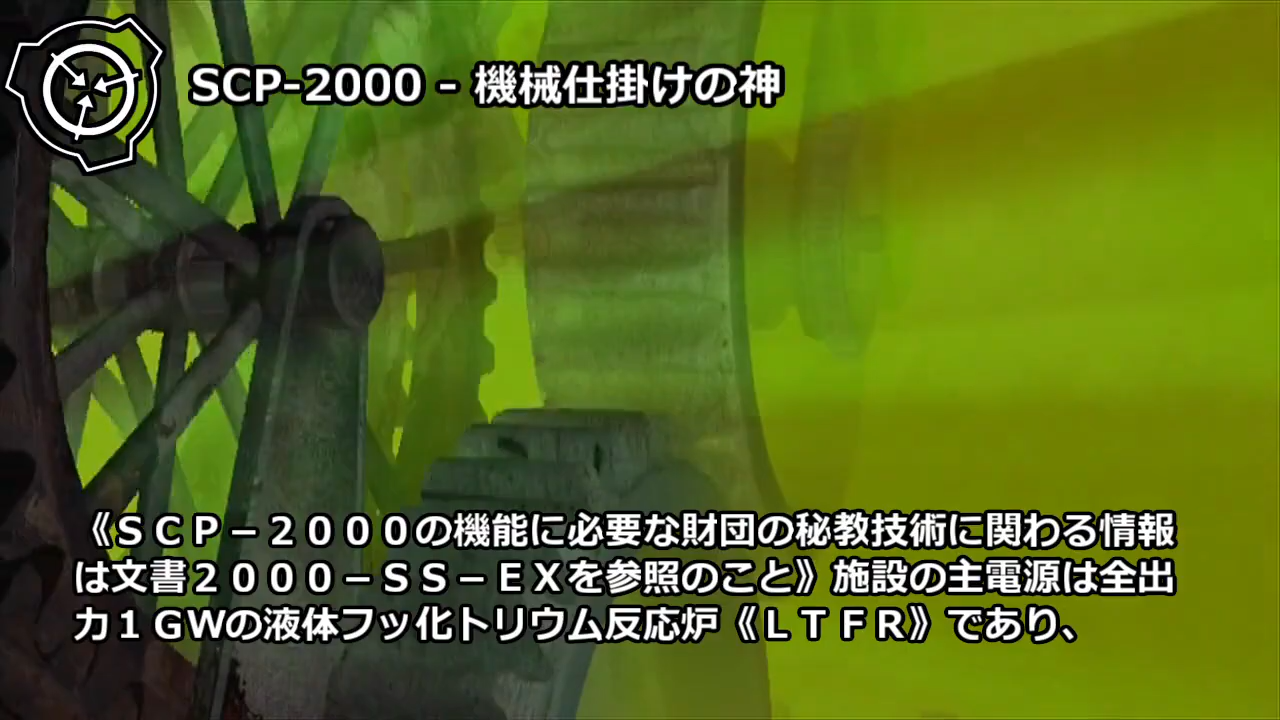 SCP-2000 - 機械仕掛けの神
《ＳＣＰ－２０００の機能に必要な財団の秘教技術に関わる情報
は文書２０００－ＳＳ－ＥＸを参照のこと》施設の主電源は全出
力１ＧＷの液体フッ化トリウム反応炉《ＬＴＦＲ》であり、